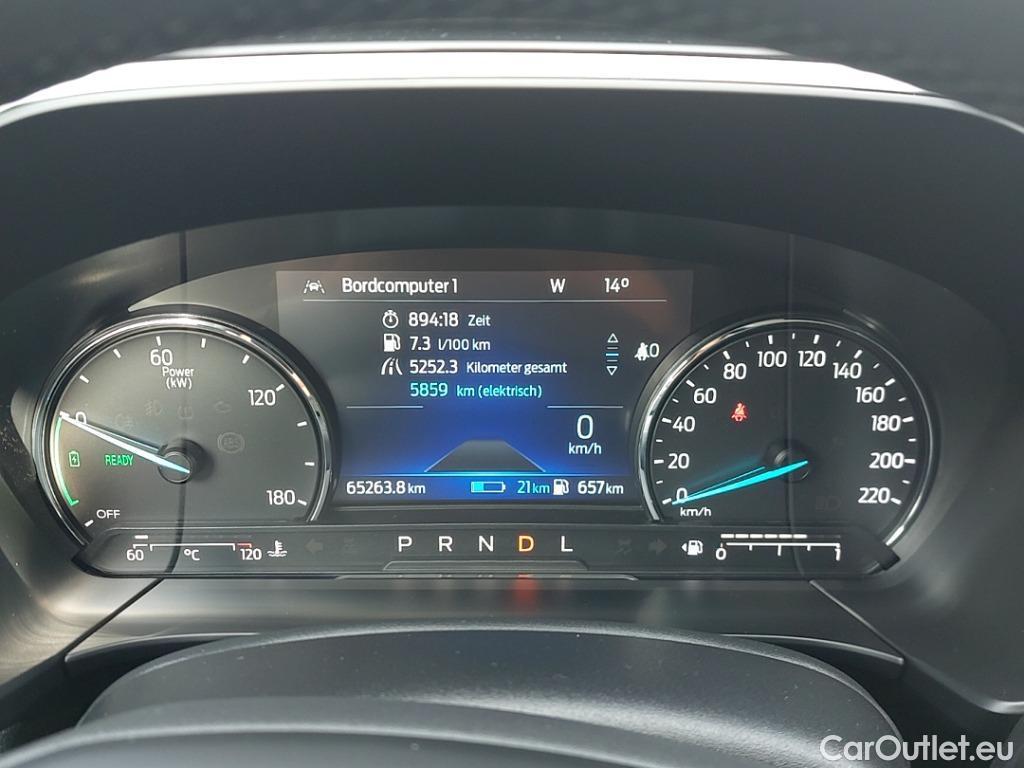 Bordcomputer 1 W 14°
894:18 Zeit
7.3 l/100 km
5252.3 Kilometer gesamt
5859 km (elektrisch)
0
0
km/h
65263.8 km 21 km 657 km
0 60 120 180
Power
(kW)
READY
OFF
0 20 40 60 80 100 120 140 160 180 200 220
km/h
60 °C 120
P R N D L
0 1
CarOutlet.eu